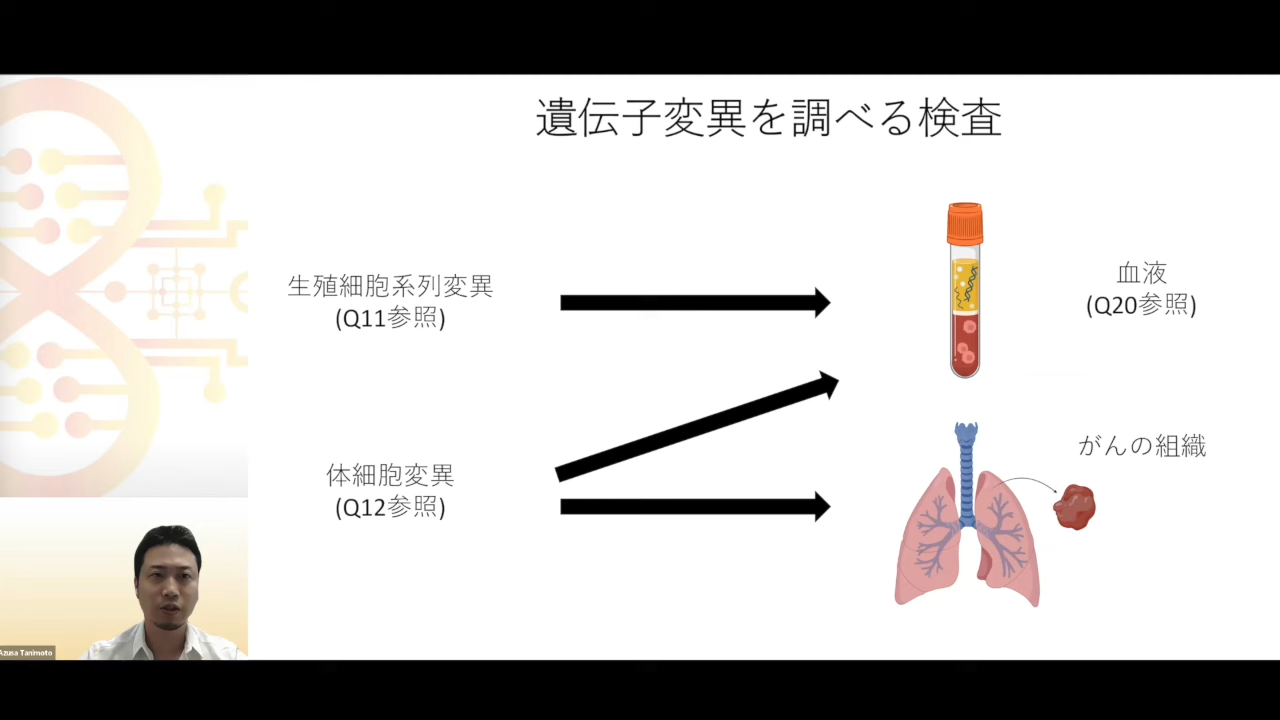 遺伝子変異を調べる検査
生殖細胞系列変異
(Q11参照)
血液
(Q20参照)
体細胞変異
(Q12参照)
がんの組織
Azusa Tanimoto